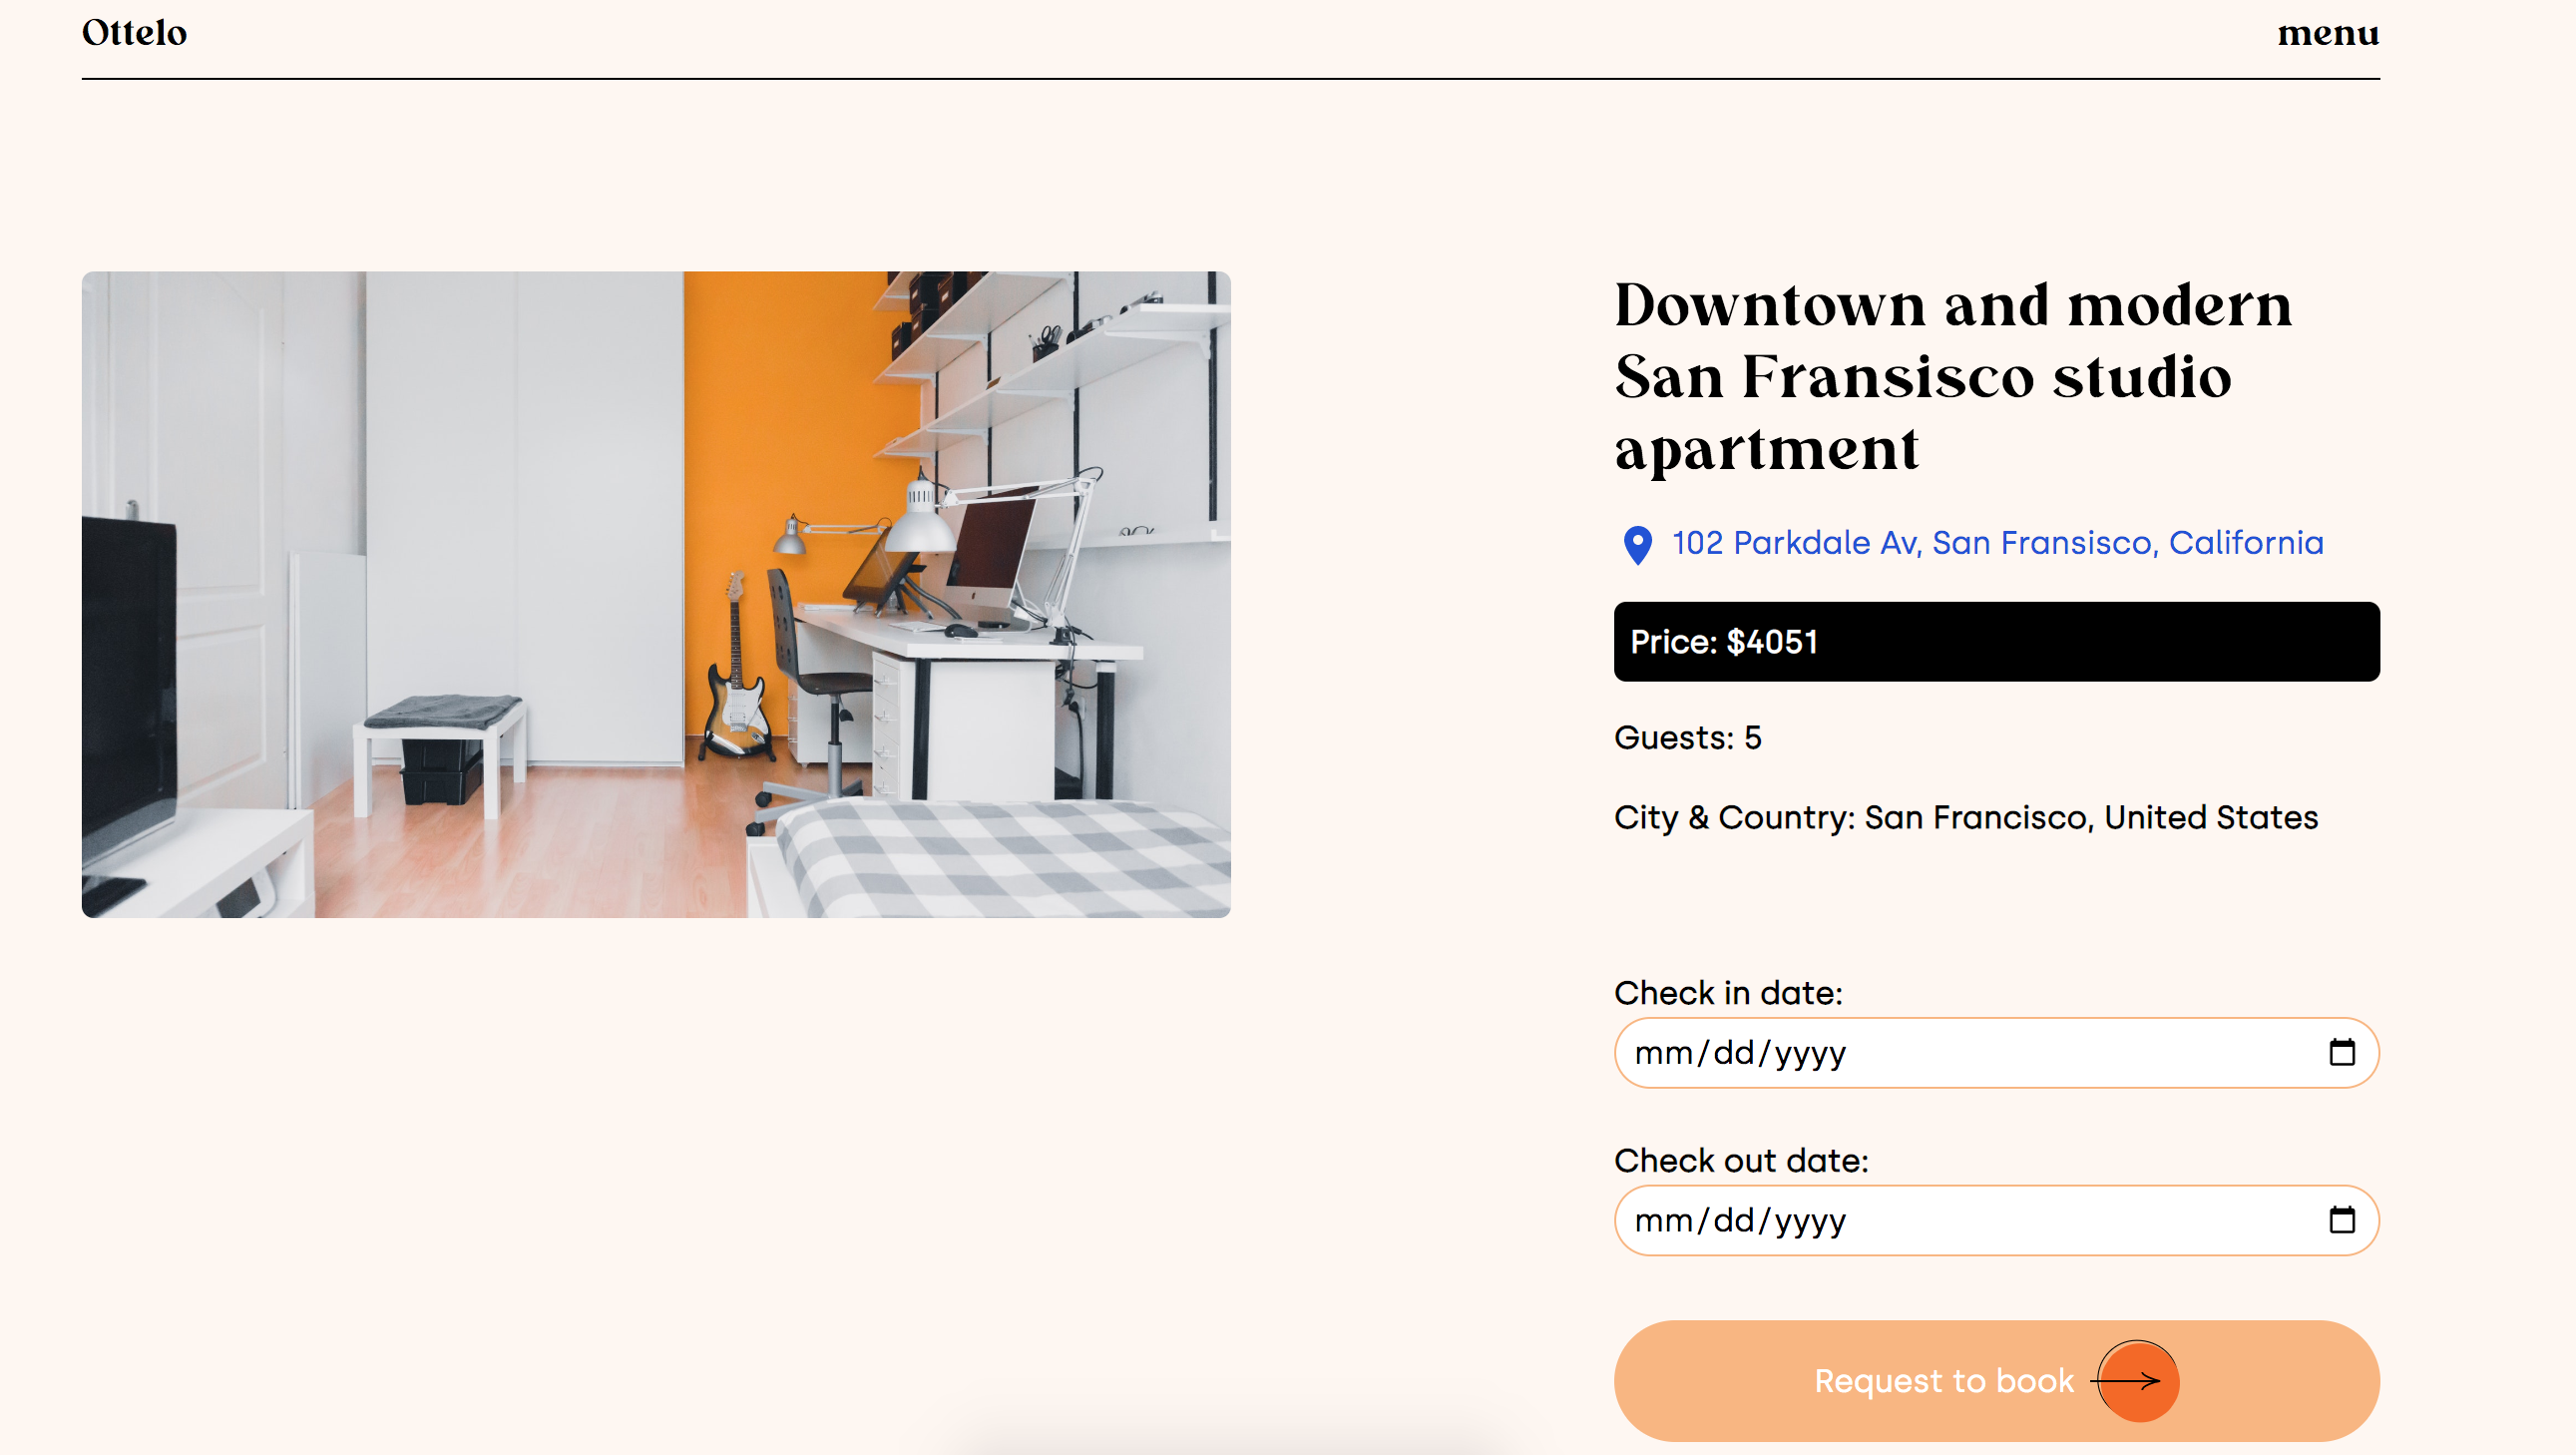 Ottelo
menu
Downtown and modern
San Fransisco studio
apartment
102 Parkdale Av, San Fransisco, California
Price: $4051
Guests: 5
City & Country: San Francisco, United States
Check in date:
mm/dd/yyyy
Check out date:
mm/dd/yyyy
Request to book